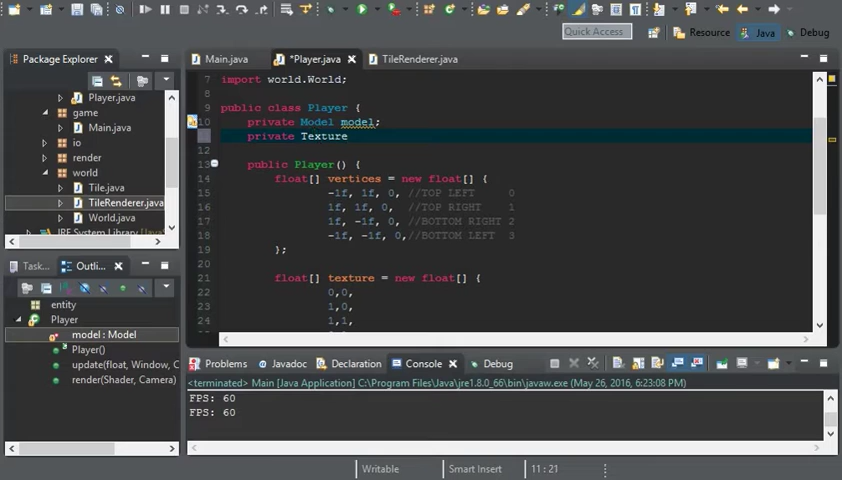 Quick Access
Resource
Java
Debug
Package Explorer
Player.java
game
Main.java
io
render
world
Tile.java
TileRenderer.java
World.java
JRE System Library
Task...
Outli...
entity
Player
model : Model
Player()
update(float, Window, C
render(Shader, Camera)
Main.java
*Player.java
TileRenderer.java
7 import world.World;
8
9 public class Player {
10 private Model model;
11 private Texture
12
13 public Player() {
14 float[] vertices = new float[] {
15 -1f, 1f, 0, //TOP LEFT 0
16 1f, 1f, 0, //TOP RIGHT 1
17 1f, -1f, 0, //BOTTOM RIGHT 2
18 -1f, -1f, 0,//BOTTOM LEFT 3
19 };
20
21 float[] texture = new float[] {
22 0,0,
23 1,0,
24 1,1,
Problems
Javadoc
Declaration
Console
Debug
<terminated> Main [Java Application] C:\Program Files\Java\jre1.8.0_66\bin\javaw.exe (May 26, 2016, 6:23:08 PM)
FPS: 60
FPS: 60
Writable
Smart Insert
11 : 21